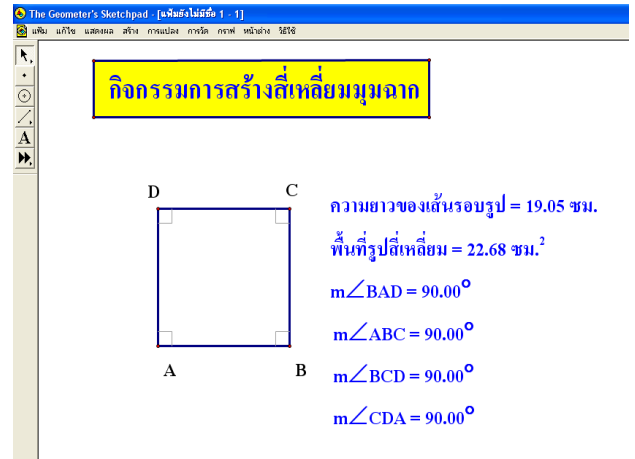 The Geometer's Sketchpad - [แฟ้มยังไม่มีชื่อ 1 - 1]
แฟ้ม แก้ไข แสดงผล สร้าง การแปลง การวัด กราฟ หน้าต่าง วิธีใช้
A
กิจกรรมการสร้างสี่เหลี่ยมมุมฉาก
D C
ความยาวของเส้นรอบรูป = 19.05 ซม.
พื้นที่รูปสี่เหลี่ยม = 22.68 ซม.²
m∠BAD = 90.00°
m∠ABC = 90.00°
A B
m∠BCD = 90.00°
m∠CDA = 90.00°